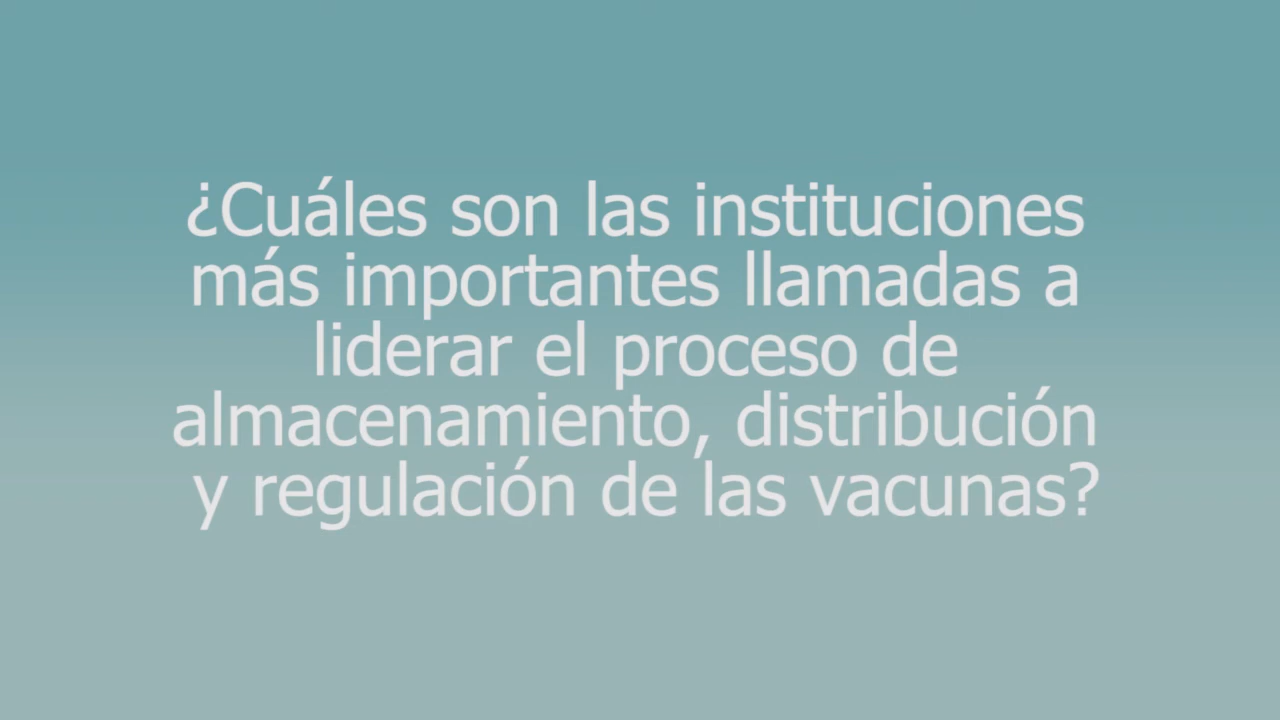 ¿Cuáles son las instituciones
más importantes llamadas a
liderar el proceso de
almacenamiento, distribución
y regulación de las vacunas?